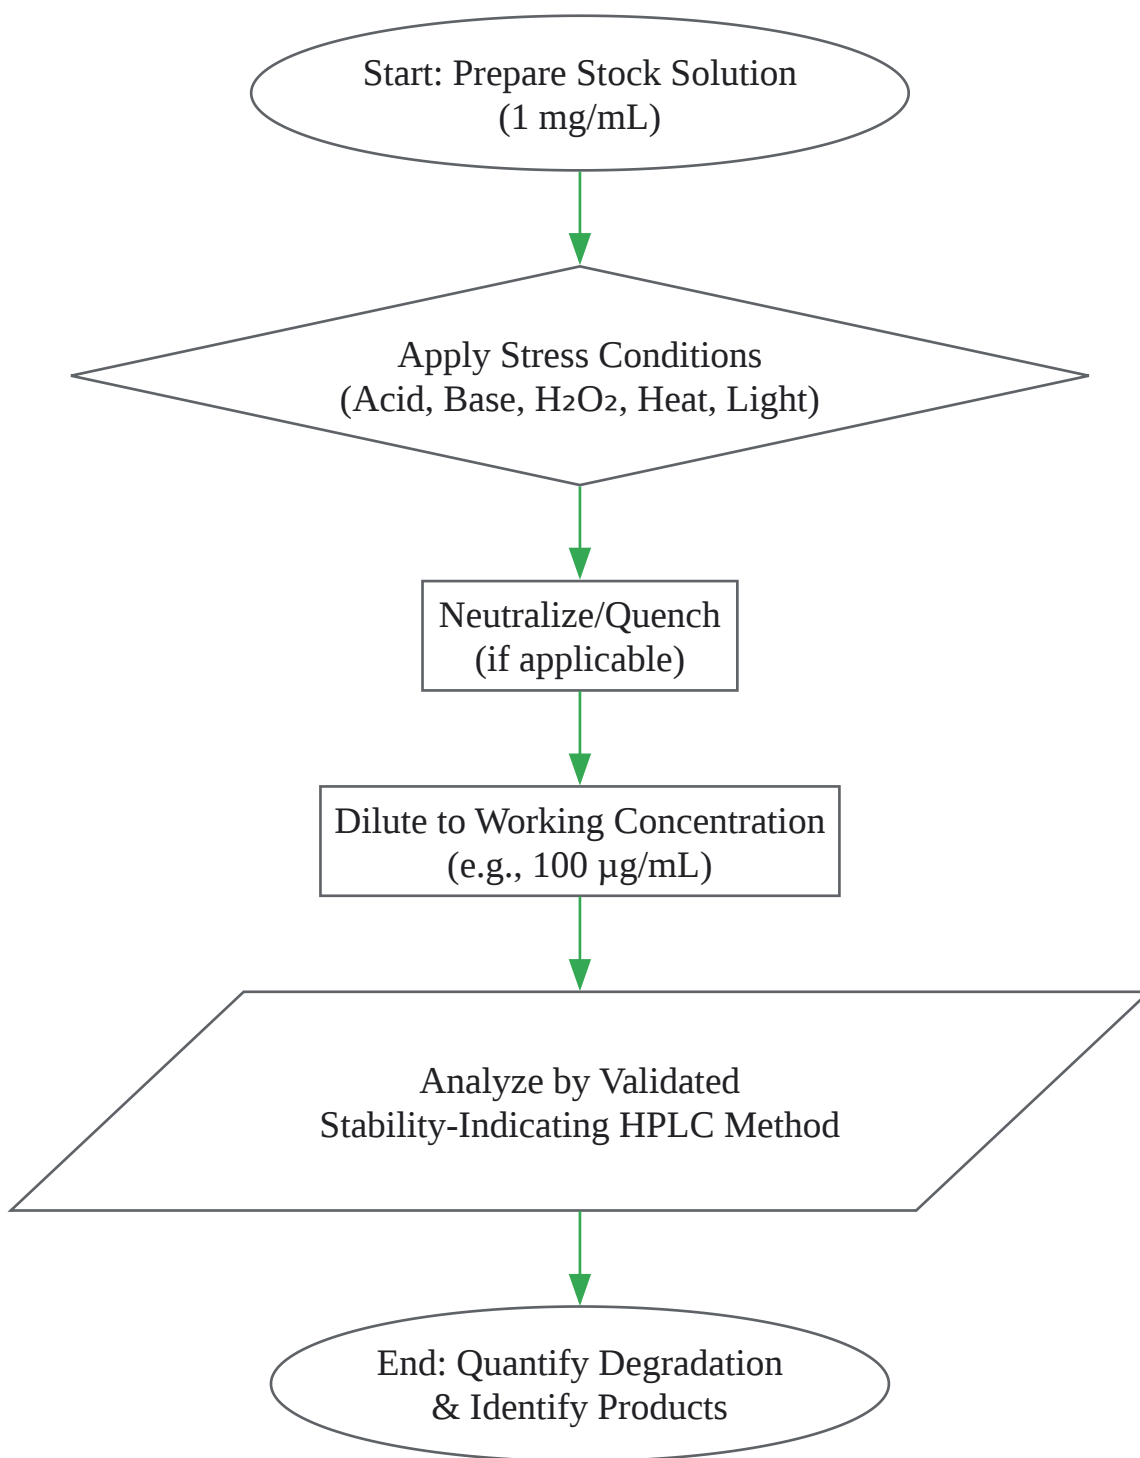 Start: Prepare Stock Solution
(1 mg/mL)
Apply Stress Conditions
(Acid, Base, H₂O₂, Heat, Light)
Neutralize/Quench
(if applicable)
Dilute to Working Concentration
(e.g., 100 µg/mL)
Analyze by Validated
Stability-Indicating HPLC Method
End: Quantify Degradation
& Identify Products